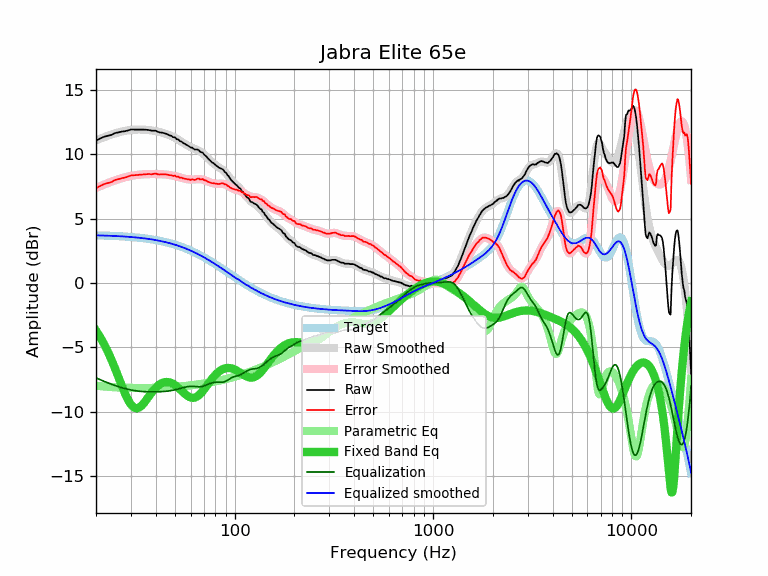 Jabra Elite 65e
15
10
5
0
−5
−10
−15
Amplitude (dBr)
Target
Raw Smoothed
Error Smoothed
Raw
Error
Parametric Eq
Fixed Band Eq
Equalization
Equalized smoothed
100
1000
10000
Frequency (Hz)